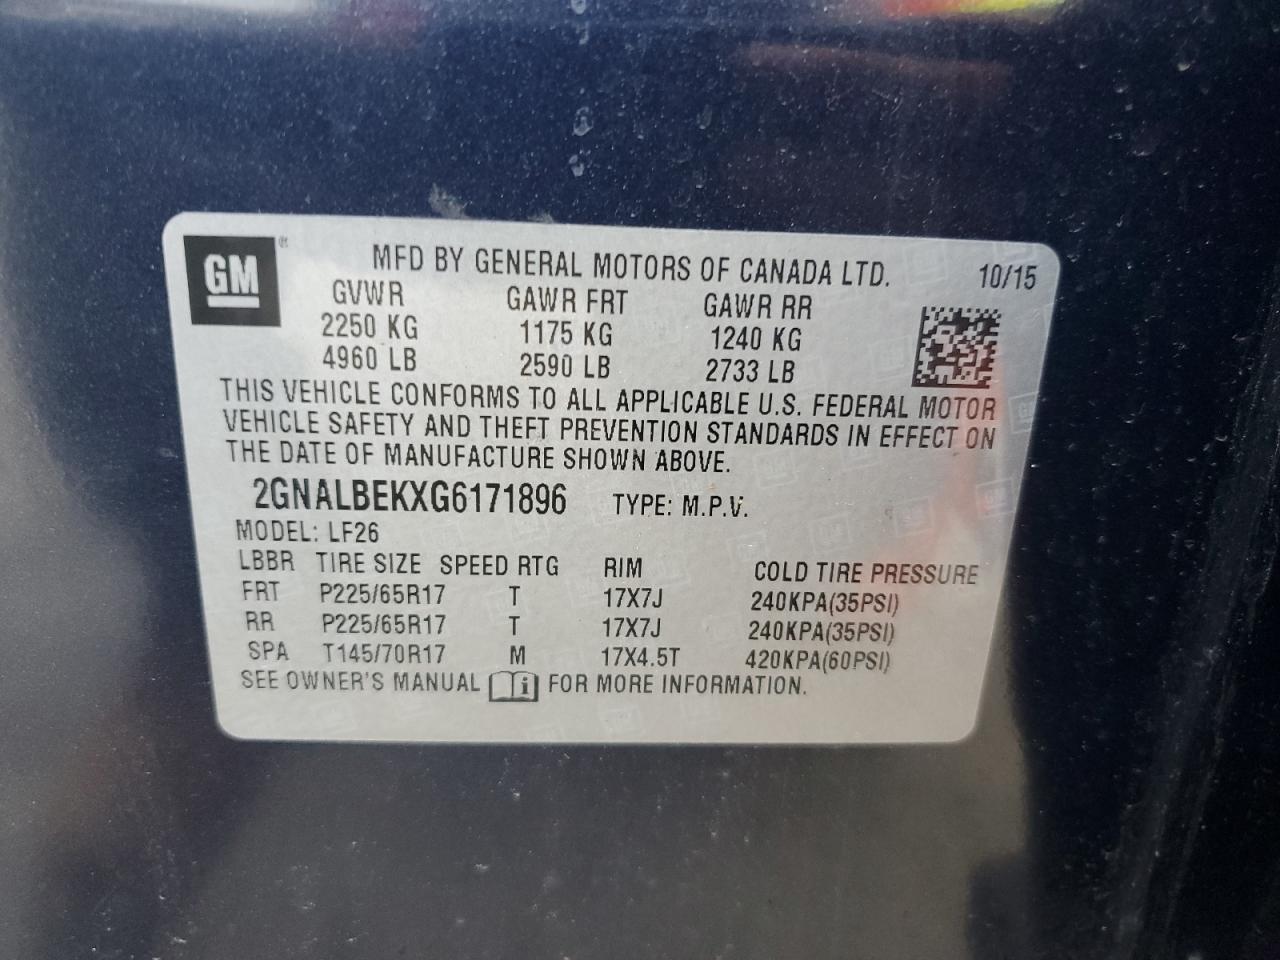 GM ®
MFD BY GENERAL MOTORS OF CANADA LTD. 10/15
GVWR GAWR FRT GAWR RR
2250 KG 1175 KG 1240 KG
4960 LB 2590 LB 2733 LB
THIS VEHICLE CONFORMS TO ALL APPLICABLE U.S. FEDERAL MOTOR
VEHICLE SAFETY AND THEFT PREVENTION STANDARDS IN EFFECT ON
THE DATE OF MANUFACTURE SHOWN ABOVE.
2GNALBEKXG6171896 TYPE: M.P.V.
MODEL: LF26
LBBR TIRE SIZE SPEED RTG RIM COLD TIRE PRESSURE
FRT P225/65R17 T 17X7J 240KPA(35PSI)
RR P225/65R17 T 17X7J 240KPA(35PSI)
SPA T145/70R17 M 17X4.5T 420KPA(60PSI)
SEE OWNER'S MANUAL i FOR MORE INFORMATION.